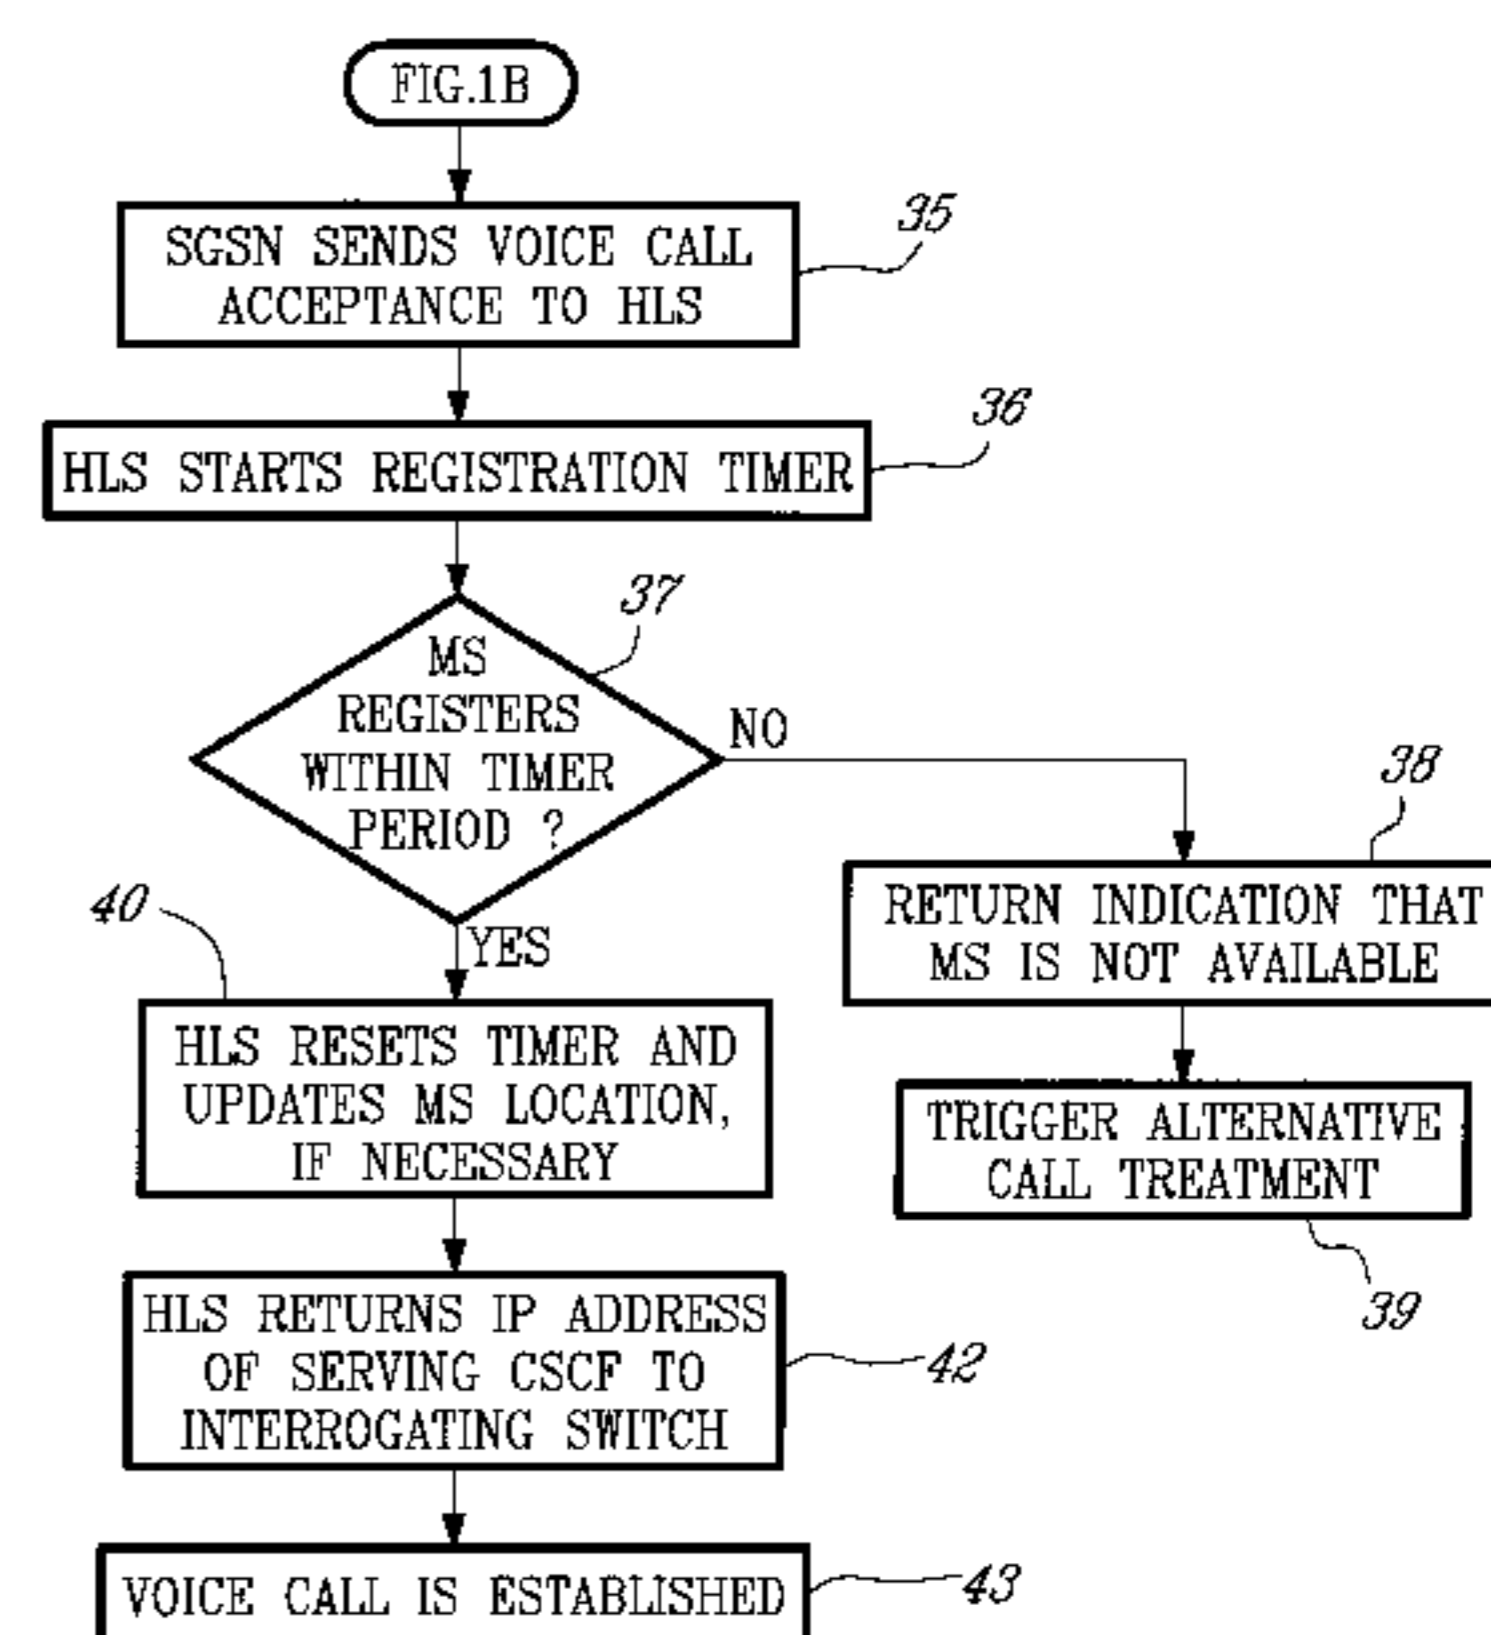 FIG.1B
35
SGSN SENDS VOICE CALL
ACCEPTANCE TO HLS
36
HLS STARTS REGISTRATION TIMER
37
MS
REGISTERS
WITHIN TIMER
PERIOD ?
NO
YES
38
RETURN INDICATION THAT
MS IS NOT AVAILABLE
TRIGGER ALTERNATIVE
CALL TREATMENT
39
40
HLS RESETS TIMER AND
UPDATES MS LOCATION,
IF NECESSARY
HLS RETURNS IP ADDRESS
OF SERVING CSCF TO
INTERROGATING SWITCH
42
VOICE CALL IS ESTABLISHED
43